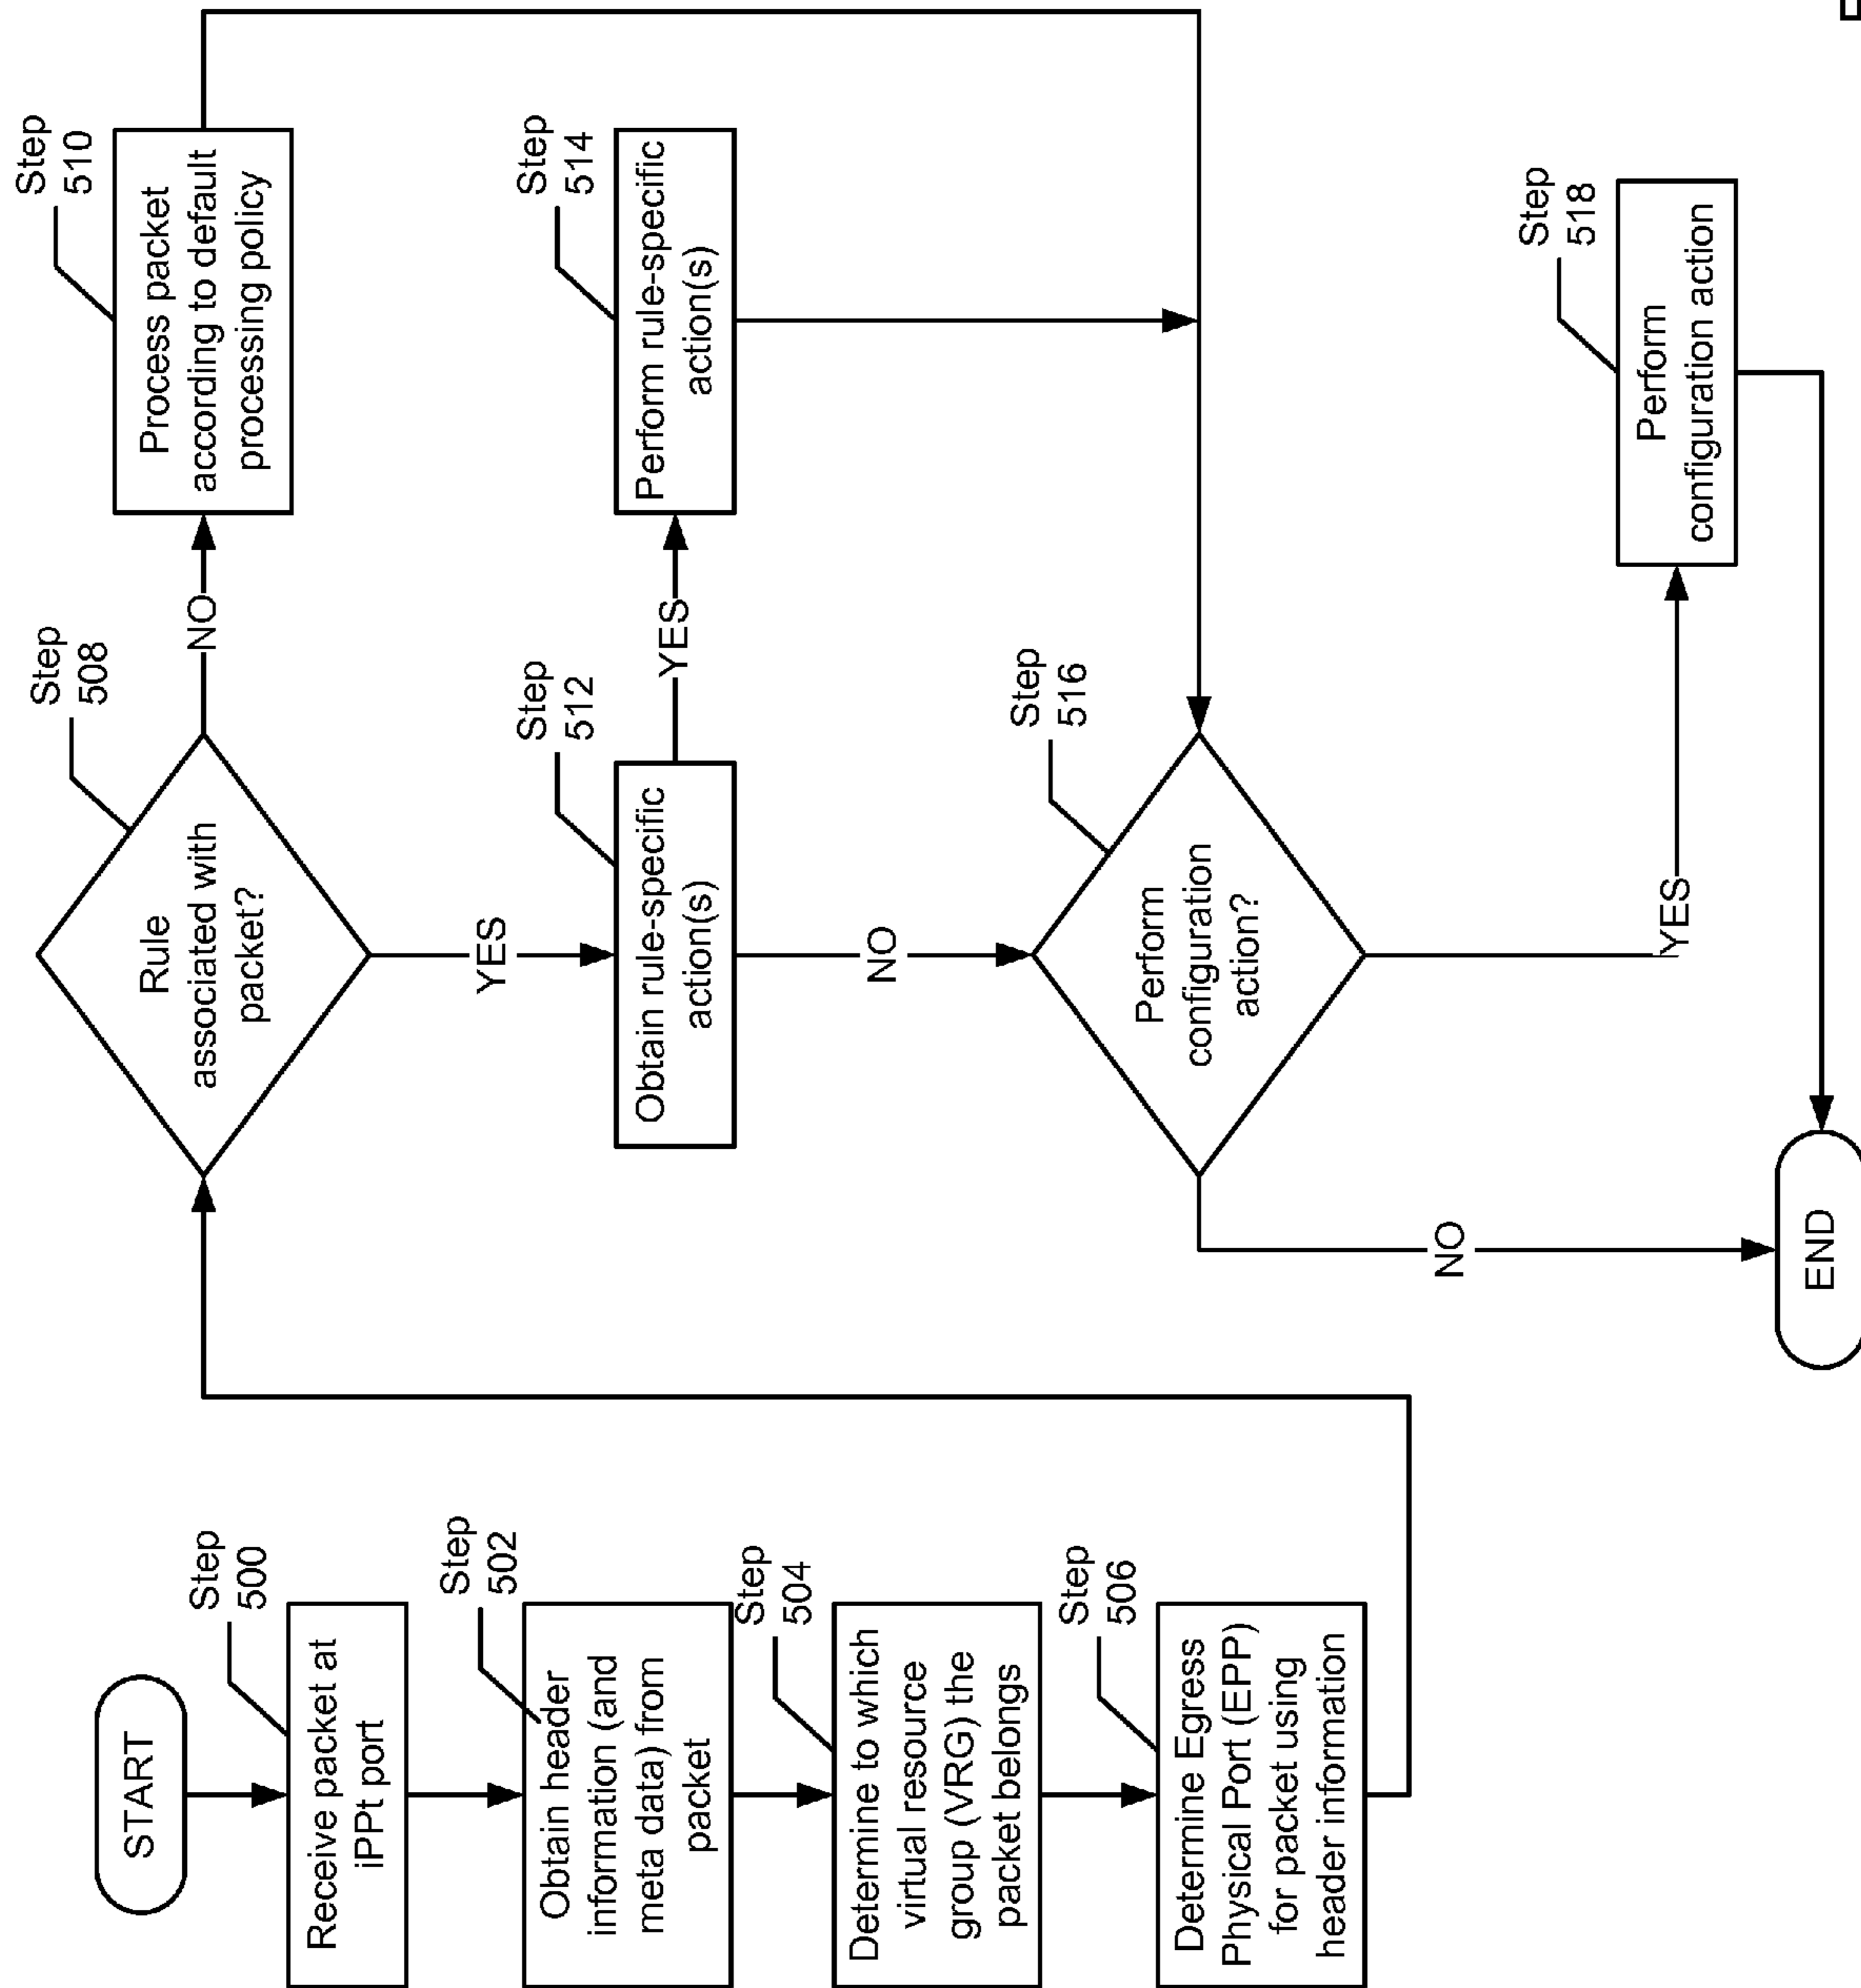 START
Step
500
Receive packet at
iPPt port
Step
502
Obtain header
information (and
meta data) from
packet
Step
504
Determine to which
virtual resource
group (VRG) the
packet belongs
Step
506
Determine Egress
Physical Port (EPP)
for packet using
header information
Step
508
Rule
associated with
packet?
NO
Step
510
Process packet
according to default
processing policy
YES
Step
512
Obtain rule-specific
action(s)
YES
Step
514
Perform rule-specific
action(s)
NO
Step
516
Perform
configuration
action?
YES
Step
518
Perform
configuration action
NO
END